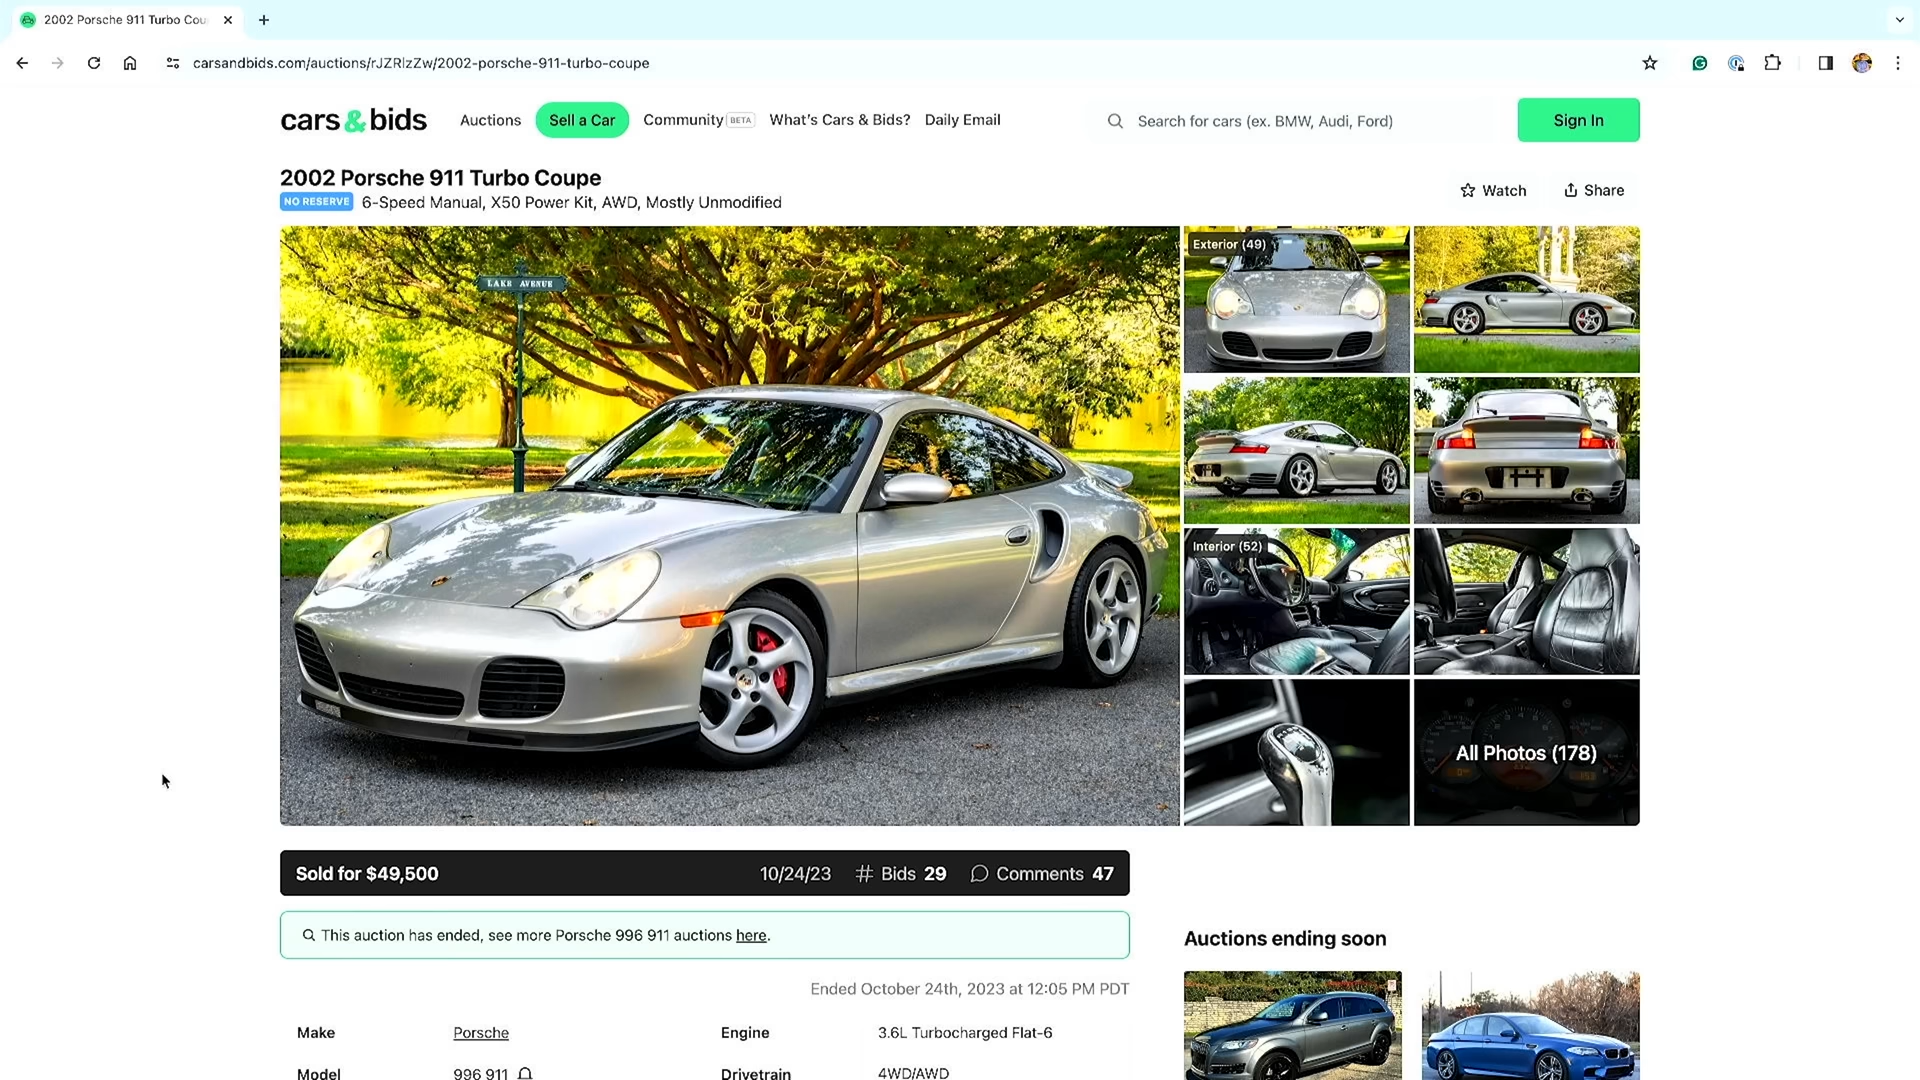 2002 Porsche 911 Turbo Cou
carsandbids.com/auctions/rJZRlzZw/2002-porsche-911-turbo-coupe
cars&bids
Auctions
Sell a Car
Community BETA
What's Cars & Bids?
Daily Email
Search for cars (ex. BMW, Audi, Ford)
Sign In
2002 Porsche 911 Turbo Coupe
NO RESERVE 6-Speed Manual, X50 Power Kit, AWD, Mostly Unmodified
Watch
Share
LAKE AVENUE
Exterior (49)
Interior (52)
All Photos (178)
Sold for $49,500
10/24/23
# Bids 29
Comments 47
This auction has ended, see more Porsche 996 911 auctions here.
Auctions ending soon
Ended October 24th, 2023 at 12:05 PM PDT
Make Porsche
Engine 3.6L Turbocharged Flat-6
Model 996 911
Drivetrain 4WD/AWD